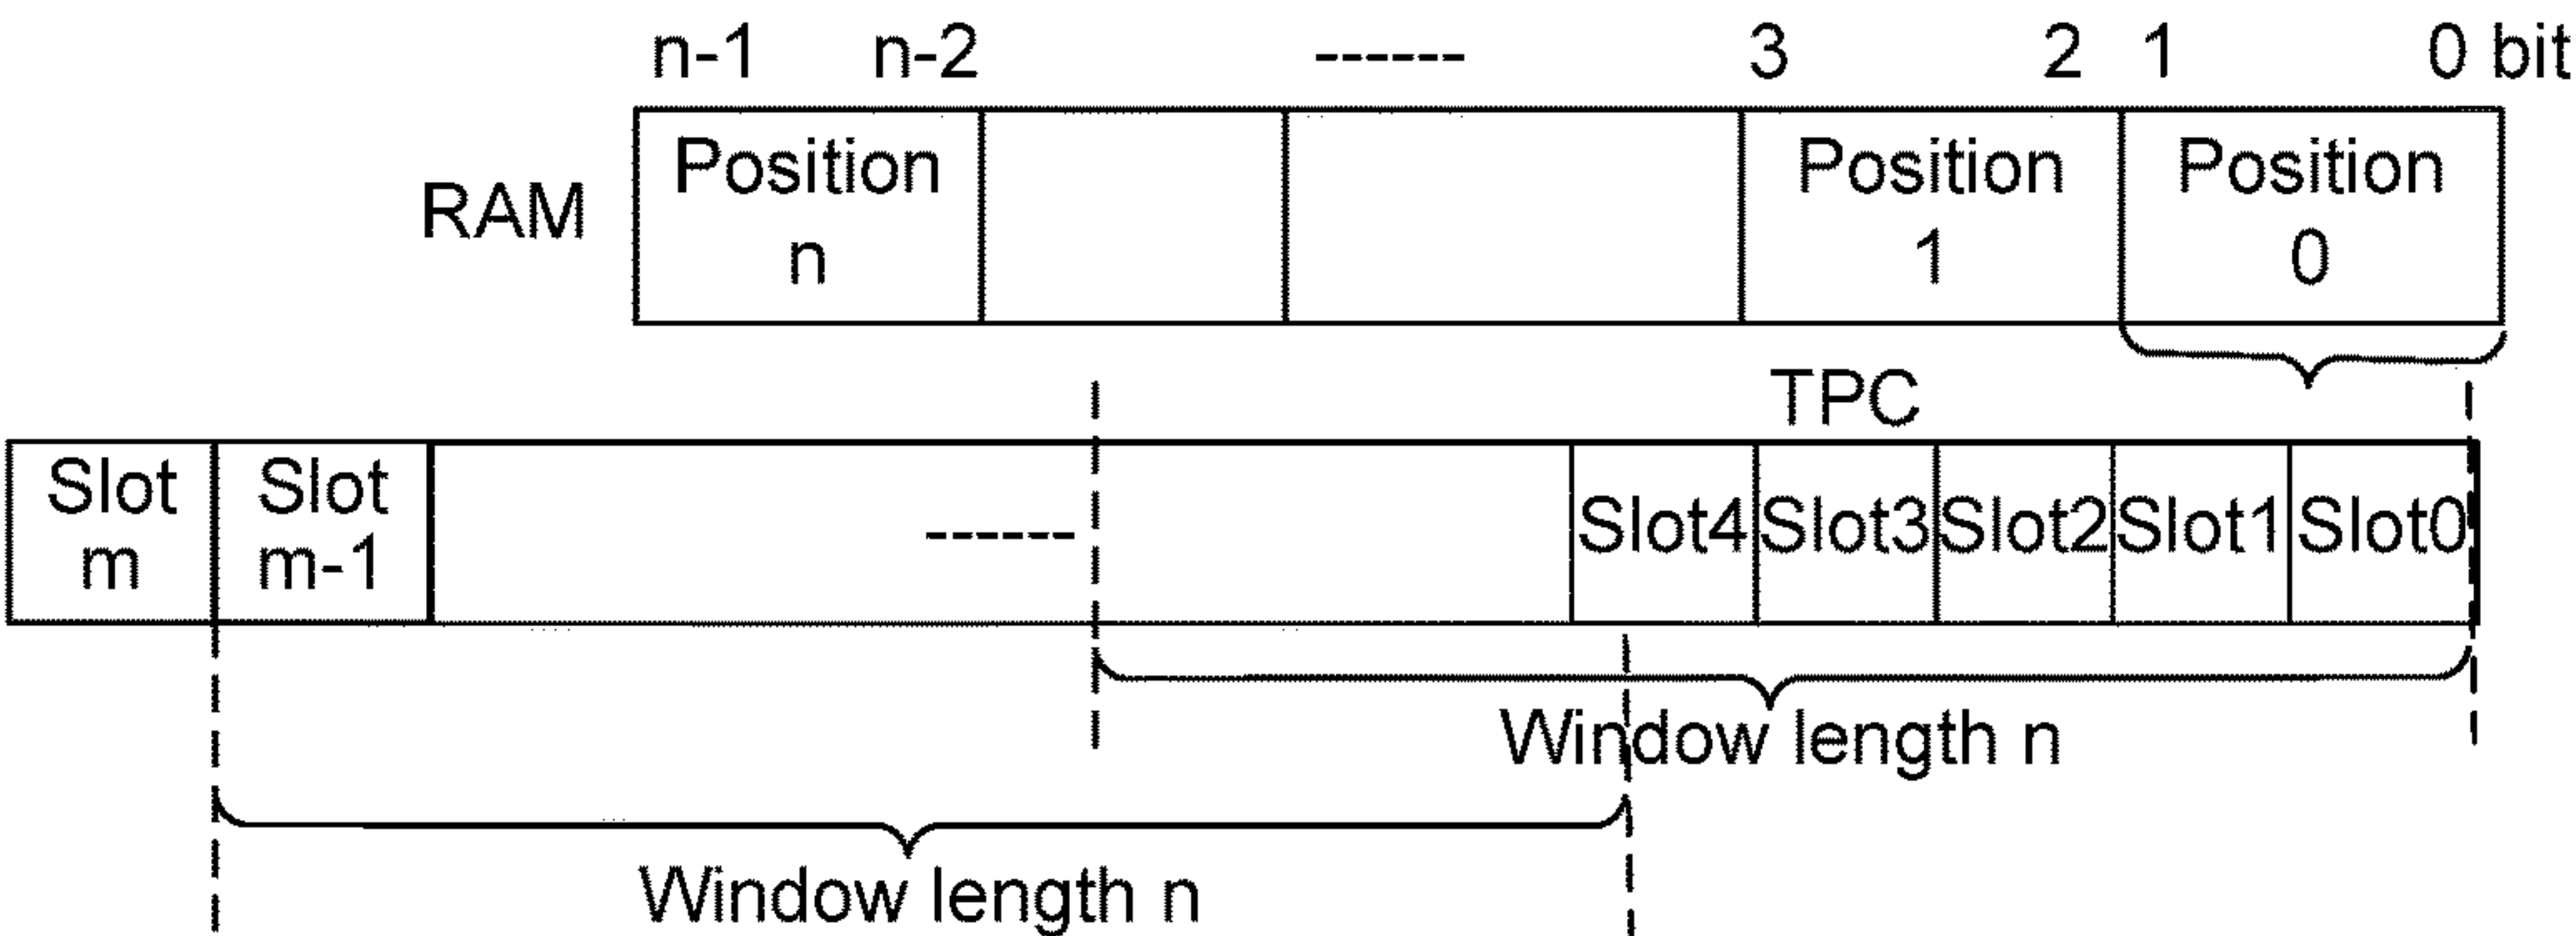 n-1 n-2 ------ 3 2 1 0 bit
RAM
Position
n
Position
1
Position
0
TPC
Slot
m
Slot
m-1
------
Slot4
Slot3
Slot2
Slot1
Slot0
Window length n
Window length n